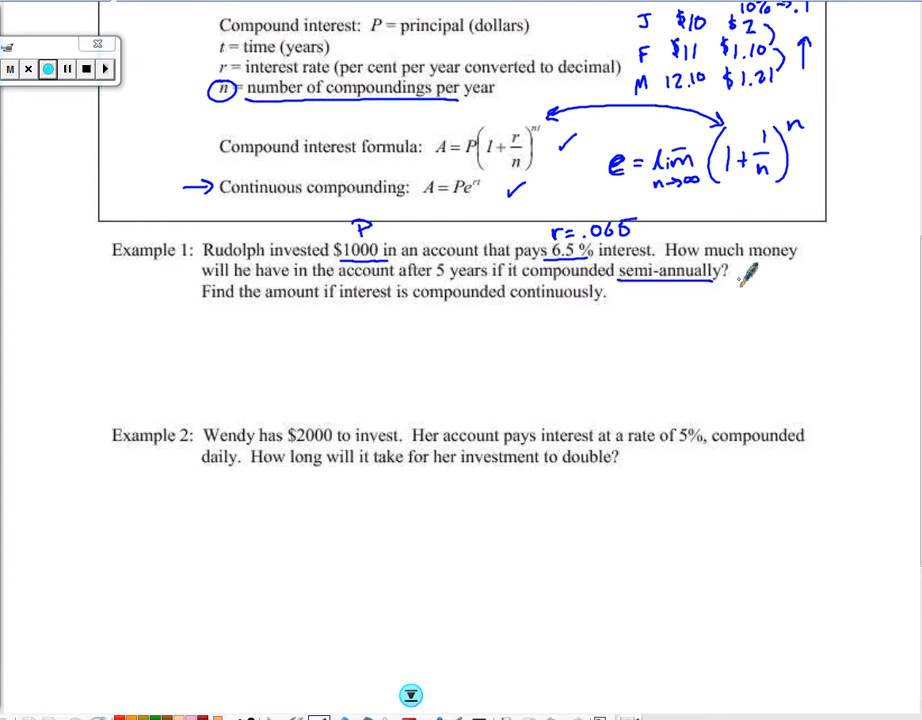 10% → .1
Compound interest: P = principal (dollars)
J $10 $2
t = time (years)
F $11 $1.10
r = interest rate (per cent per year converted to decimal)
M 12.10 $1.21
M ×
n = number of compoundings per year
Compound interest formula: A = P(1 + r/n)^nt ✓
e = lim n→∞ (1 + 1/n)^n
→ Continuous compounding: A = Pe^rt ✓
P r = .065
Example 1: Rudolph invested $1000 in an account that pays 6.5 % interest. How much money
will he have in the account after 5 years if it compounded semi-annually?
Find the amount if interest is compounded continuously.
Example 2: Wendy has $2000 to invest. Her account pays interest at a rate of 5%, compounded
daily. How long will it take for her investment to double?